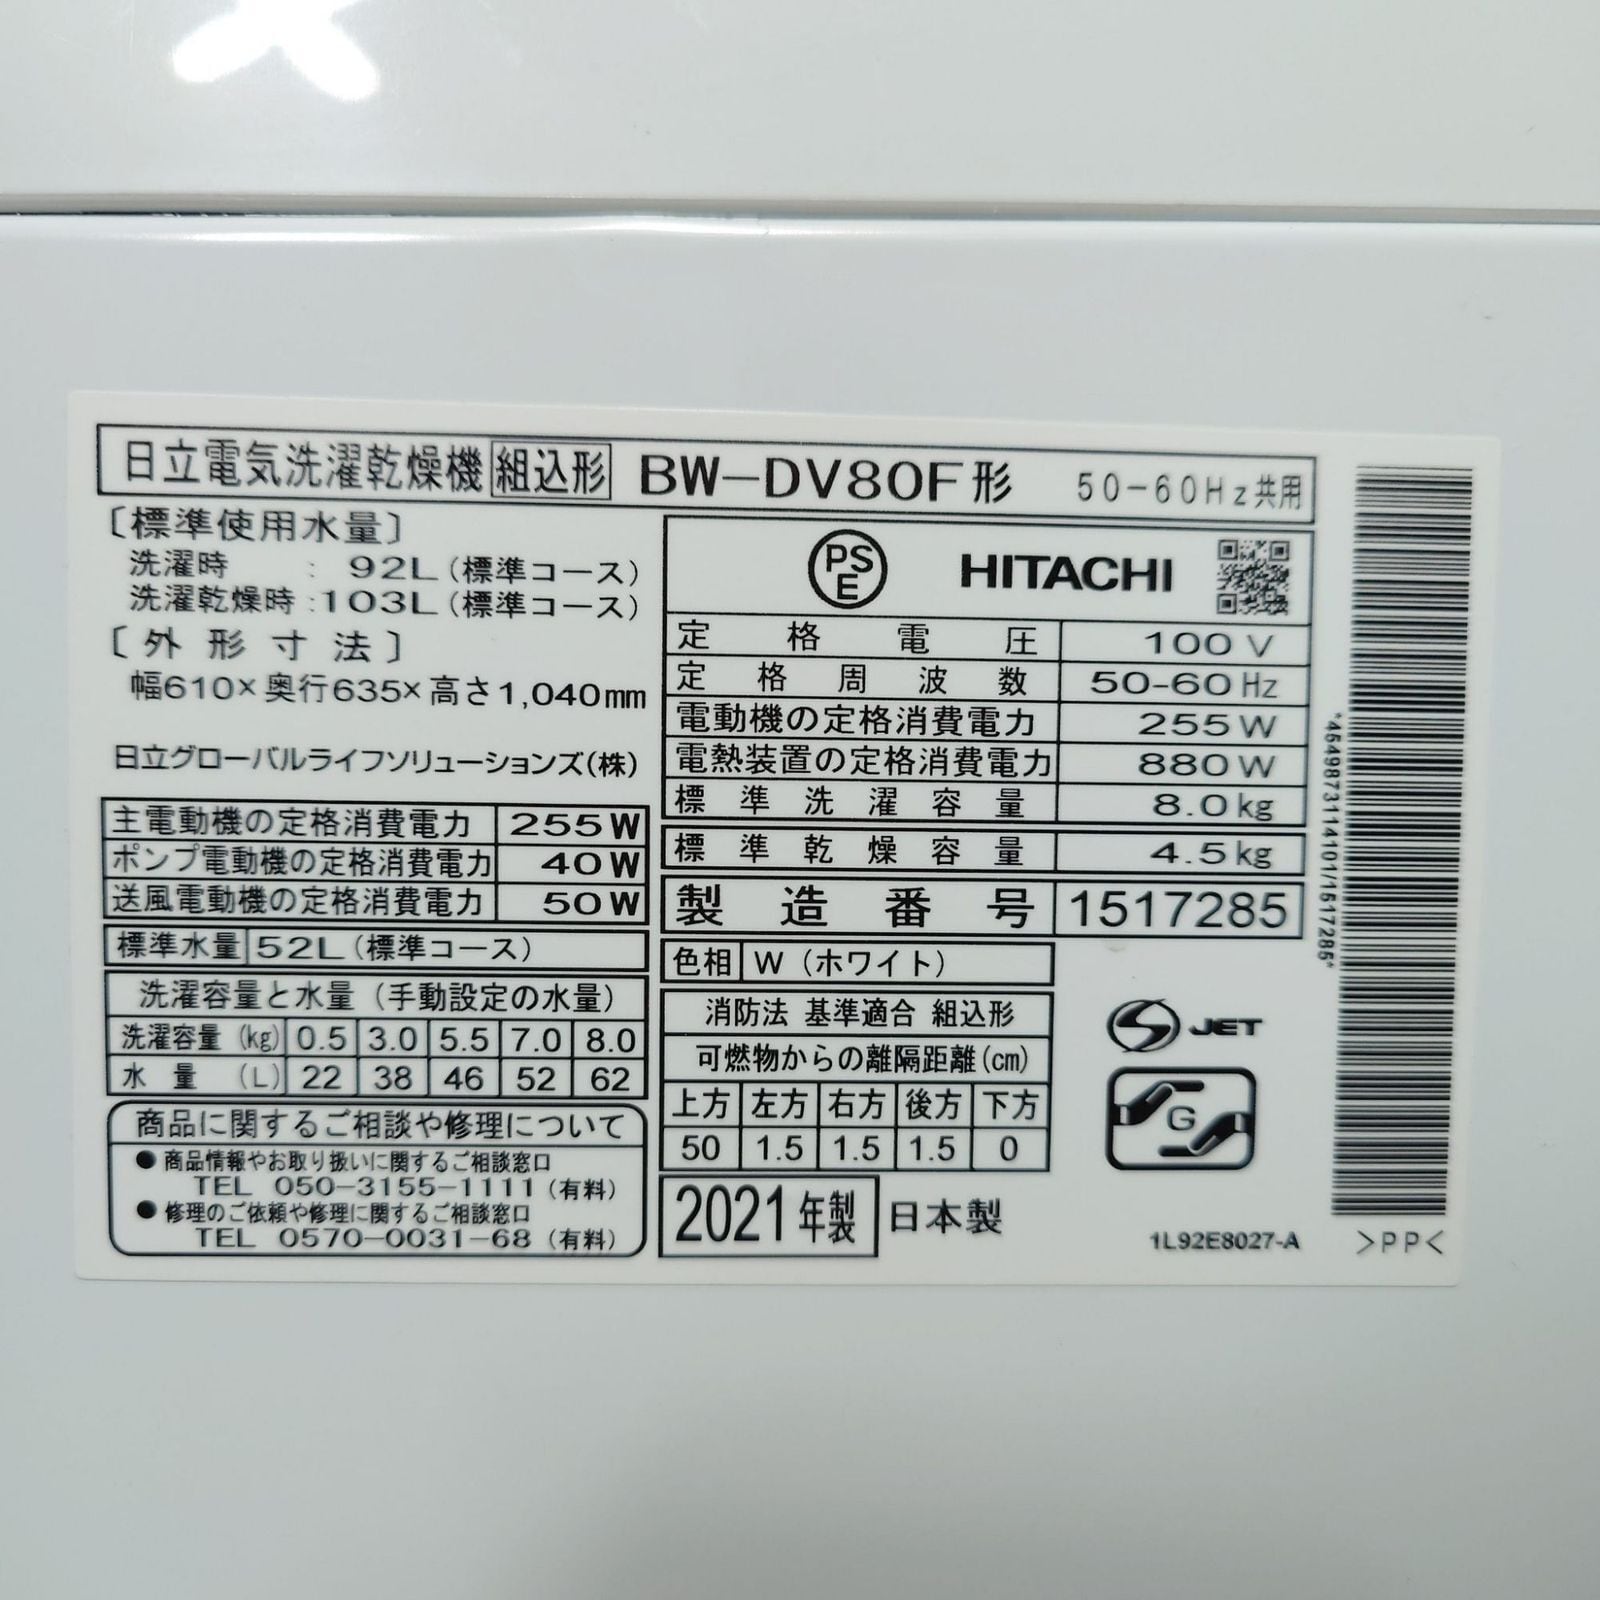 日立電気洗濯乾燥機 組込形 BW-DV80F形 50-60Hz共用
〔標準使用水量〕
洗濯時 : 92L(標準コース)
洗濯乾燥時:103L(標準コース)
〔外形寸法〕
幅610×奥行635×高さ1,040mm
日立グローバルライフソリューションズ(株)
主電動機の定格消費電力 255W
ポンプ電動機の定格消費電力 40W
送風電動機の定格消費電力 50W
標準水量 52L(標準コース)
洗濯容量と水量(手動設定の水量)
洗濯容量(kg) 0.5 3.0 5.5 7.0 8.0
水量(L) 22 38 46 52 62
商品に関するご相談や修理について
●商品情報やお取り扱いに関するご相談窓口
TEL 050-3155-1111(有料)
●修理のご依頼や修理に関するご相談窓口
TEL 0570-0031-68(有料)
PSE HITACHI
定格電圧 100V
定格周波数 50-60Hz
電動機の定格消費電力 255W
電熱装置の定格消費電力 880W
標準洗濯容量 8.0kg
標準乾燥容量 4.5kg
製造番号 1517285
色相 W(ホワイト)
消防法 基準適合 組込形
可燃物からの離隔距離(cm)
上方 左方 右方 後方 下方
50 1.5 1.5 1.5 0
2021年製 日本製
S JET
G
1L92E8027-A
>PP<
*4549873114101/1517285*